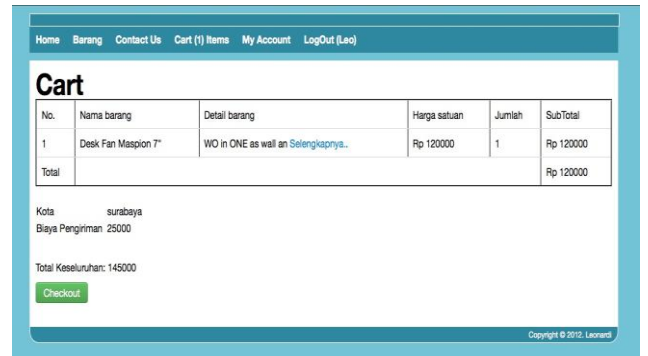 Home Barang Contact Us Cart (1) Items My Account LogOut (Leo)
Cart
No. Nama barang Detail barang Harga satuan Jumlah SubTotal
1 Desk Fan Maspion 7" WO in ONE as wall an Selengkapnya.. Rp 120000 1 Rp 120000
Total Rp 120000
Kota surabaya
Biaya Pengiriman 25000
Total Keseluruhan: 145000
Checkout
Copyright © 2012. Leonardi